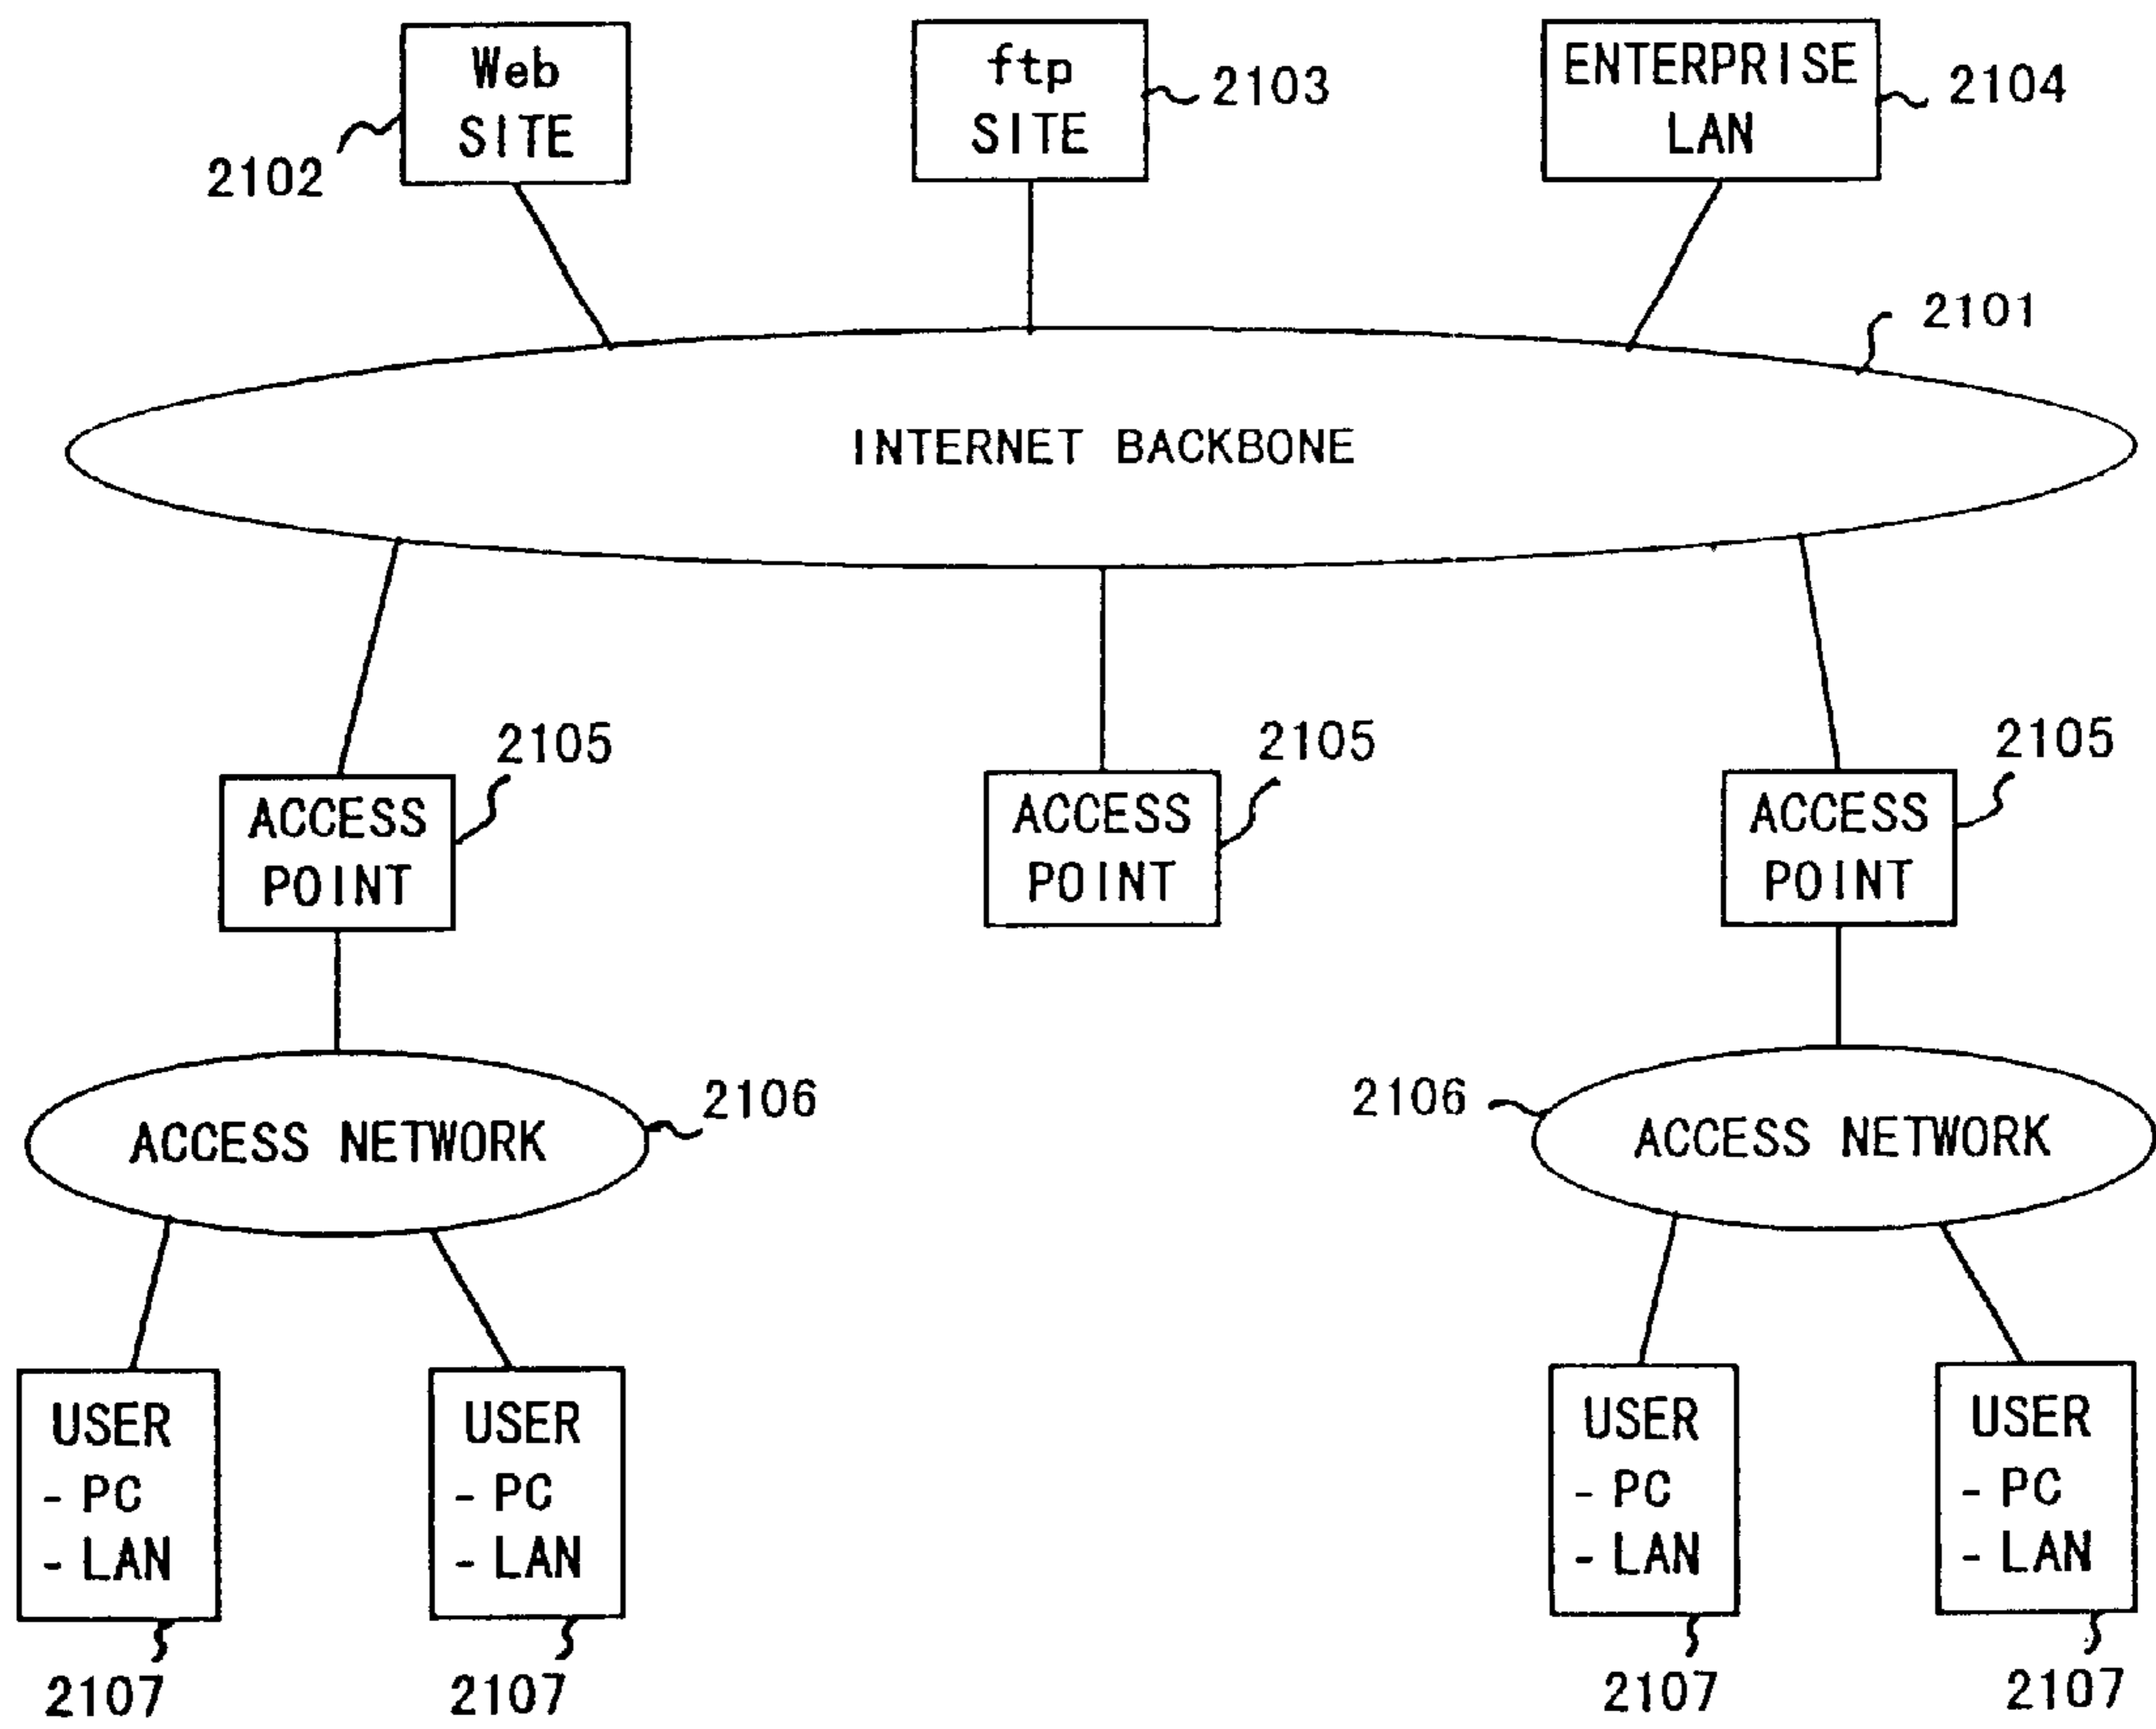 Web
SITE
2102
ftp
SITE
2103
ENTERPRISE
LAN
2104
2101
INTERNET BACKBONE
2105
ACCESS
POINT
2105
ACCESS
POINT
2105
ACCESS
POINT
2106
ACCESS NETWORK
2106
ACCESS NETWORK
USER
- PC
- LAN
2107
USER
- PC
- LAN
2107
USER
- PC
- LAN
2107
USER
- PC
- LAN
2107